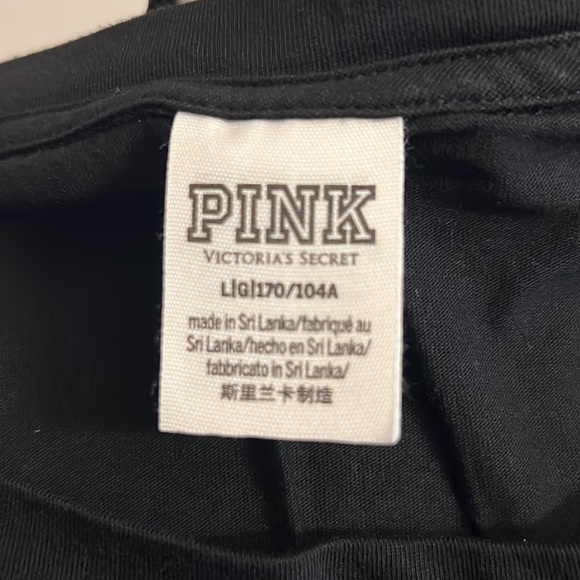 PINK
VICTORIA'S SECRET
L|G|170/104A
made in Sri Lanka/fabriqué au
Sri Lanka/hecho en Sri Lanka/
fabbricato in Sri Lanka/
斯里兰卡制造